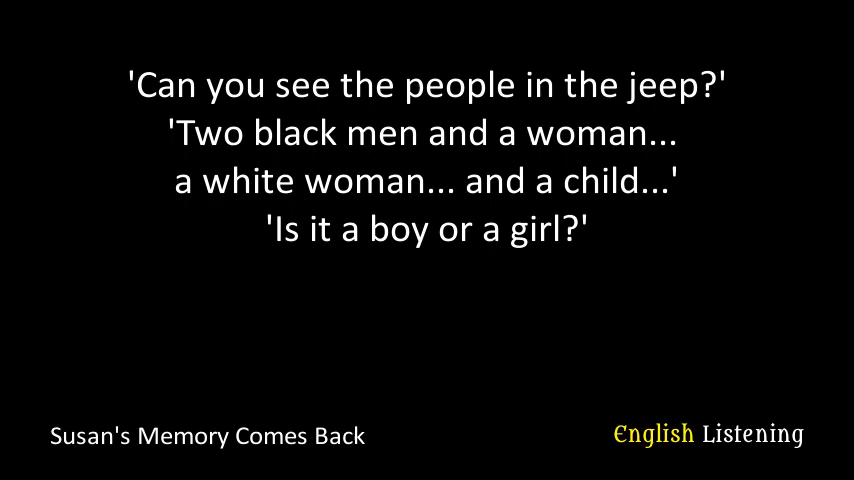 'Can you see the people in the jeep?'
'Two black men and a woman...
a white woman... and a child...'
'Is it a boy or a girl?'
Susan's Memory Comes Back
English Listening